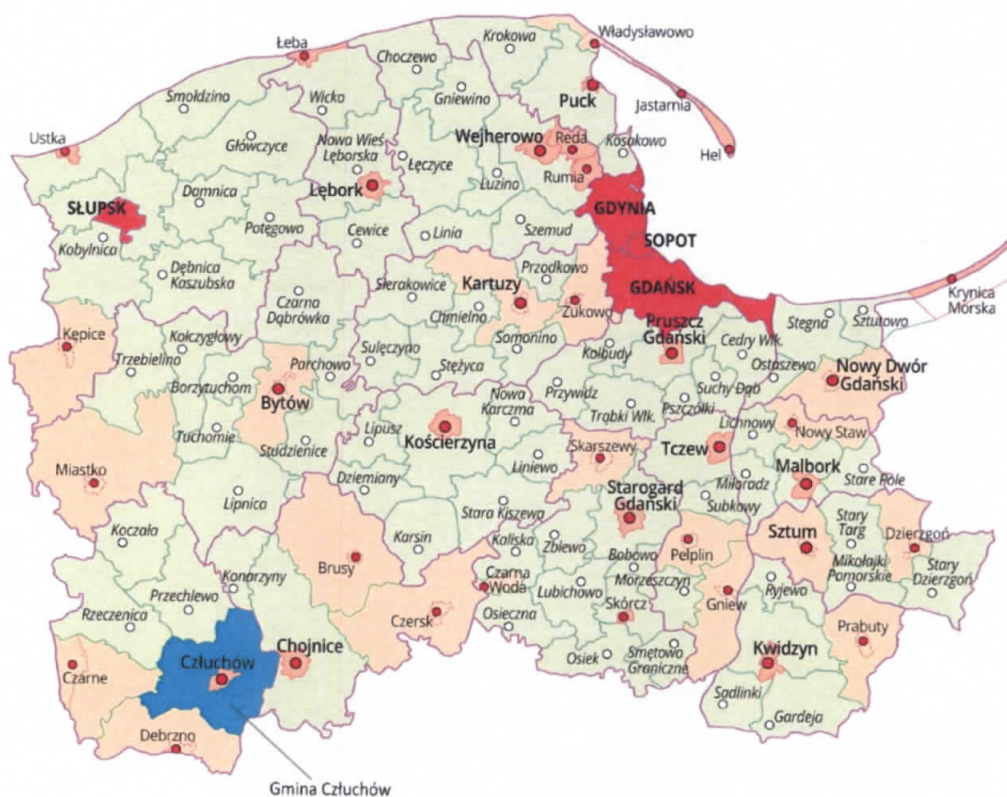 Łeba
Choczewo
Krokowa
Władysławowo
Smołdzino
Wicko
Gniewino
Puck
Jastarnia
Ustka
Główczyce
Nowa Wieś
Lęborska
Łęczyce
Wejherowo
Reda
Kosakowo
Hel
Rumia
Luzino
Lębork
SŁUPSK
Damnica
Potęgowo
Cewice
Linia
Szemud
GDYNIA
SOPOT
Kobylnica
Dębnica
Kaszubska
Czarna
Dąbrówka
Sierakowice
Kartuzy
Przodkowo
GDAŃSK
Krynica
Morska
Chmielno
Żukowo
Stegna
Sztutowo
Kępice
Kołczygłowy
Trzebielino
Borzytuchom
Parchowo
Sulęczyno
Somonino
Stężyca
Kolbudy
Pruszcz
Gdański
Cedry Wlk.
Ostaszewo
Nowy Dwór
Gdański
Bytów
Przywidz
Suchy Dąb
Trąbki Wlk.
Pszczółki
Nowa
Karczma
Lipusz
Kościerzyna
Tuchomie
Studzienice
Lichnowy
Nowy Staw
Skarszewy
Tczew
Miastko
Dziemiany
Liniewo
Malbork
Stare Pole
Miłoradz
Subkowy
Lipnica
Starogard
Gdański
Stara Kiszewa
Koczała
Karsin
Kaliska
Zblewo
Bobowo
Pelplin
Sztum
Stary
Targ
Dzierzgoń
Mikołajki
Pomorskie
Stary
Dzierzgoń
Brusy
Konarzyny
Przechlewo
Rzeczenica
Czarna
Woda
Lubichowo
Morzeszczyn
Gniew
Ryjewo
Czersk
Osieczna
Skórcz
Prabuty
Chojnice
Człuchów
Czarne
Osiek
Smętowo
Graniczne
Kwidzyn
Sadlinki
Gardeja
Debrzno
Gmina Człuchów